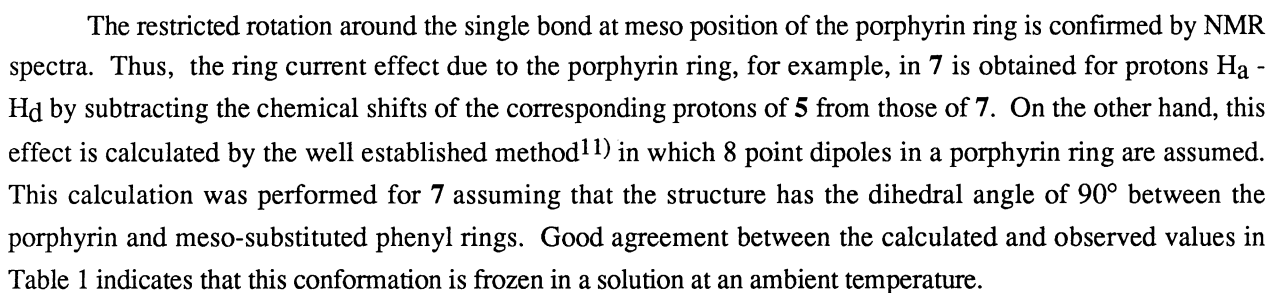 The restricted rotation around the single bond at meso position of the porphyrin ring is confirmed by NMR
spectra. Thus, the ring current effect due to the porphyrin ring, for example, in 7 is obtained for protons Ha -
Hd by subtracting the chemical shifts of the corresponding protons of 5 from those of 7. On the other hand, this
effect is calculated by the well established method11) in which 8 point dipoles in a porphyrin ring are assumed.
This calculation was performed for 7 assuming that the structure has the dihedral angle of 90° between the
porphyrin and meso-substituted phenyl rings. Good agreement between the calculated and observed values in
Table 1 indicates that this conformation is frozen in a solution at an ambient temperature.